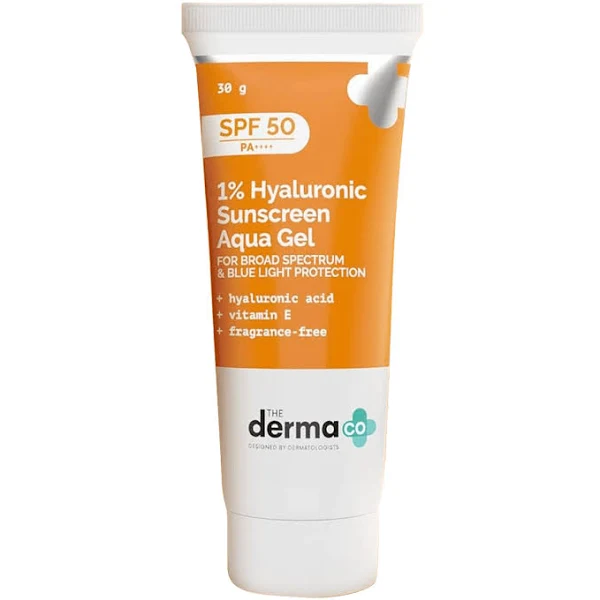 30 g
SPF 50
PA++++
1% Hyaluronic
Sunscreen
Aqua Gel
FOR BROAD SPECTRUM
& BLUE LIGHT PROTECTION
+ hyaluronic acid
+ vitamin E
+ fragrance-free
THE
derma co
DESIGNED BY DERMATOLOGISTS